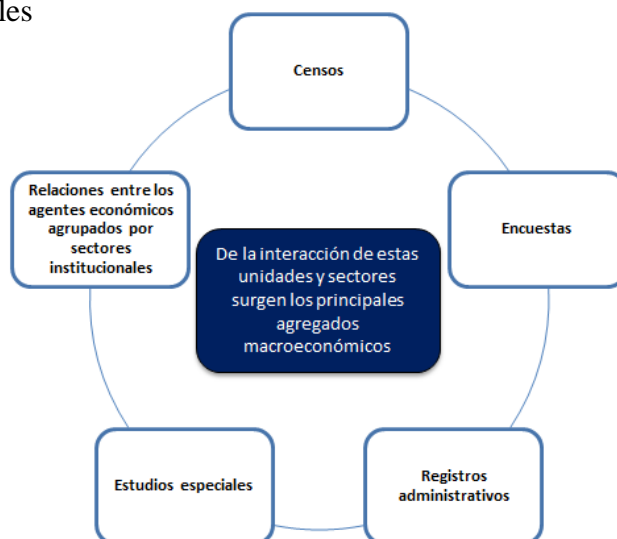 les
Censos
Relaciones entre los
agentes económicos
agrupados por
sectores
institucionales
Encuestas
De la interacción de estas
unidades y sectores
surgen los principales
agregados
macroeconómicos
Estudios especiales
Registros
administrativos